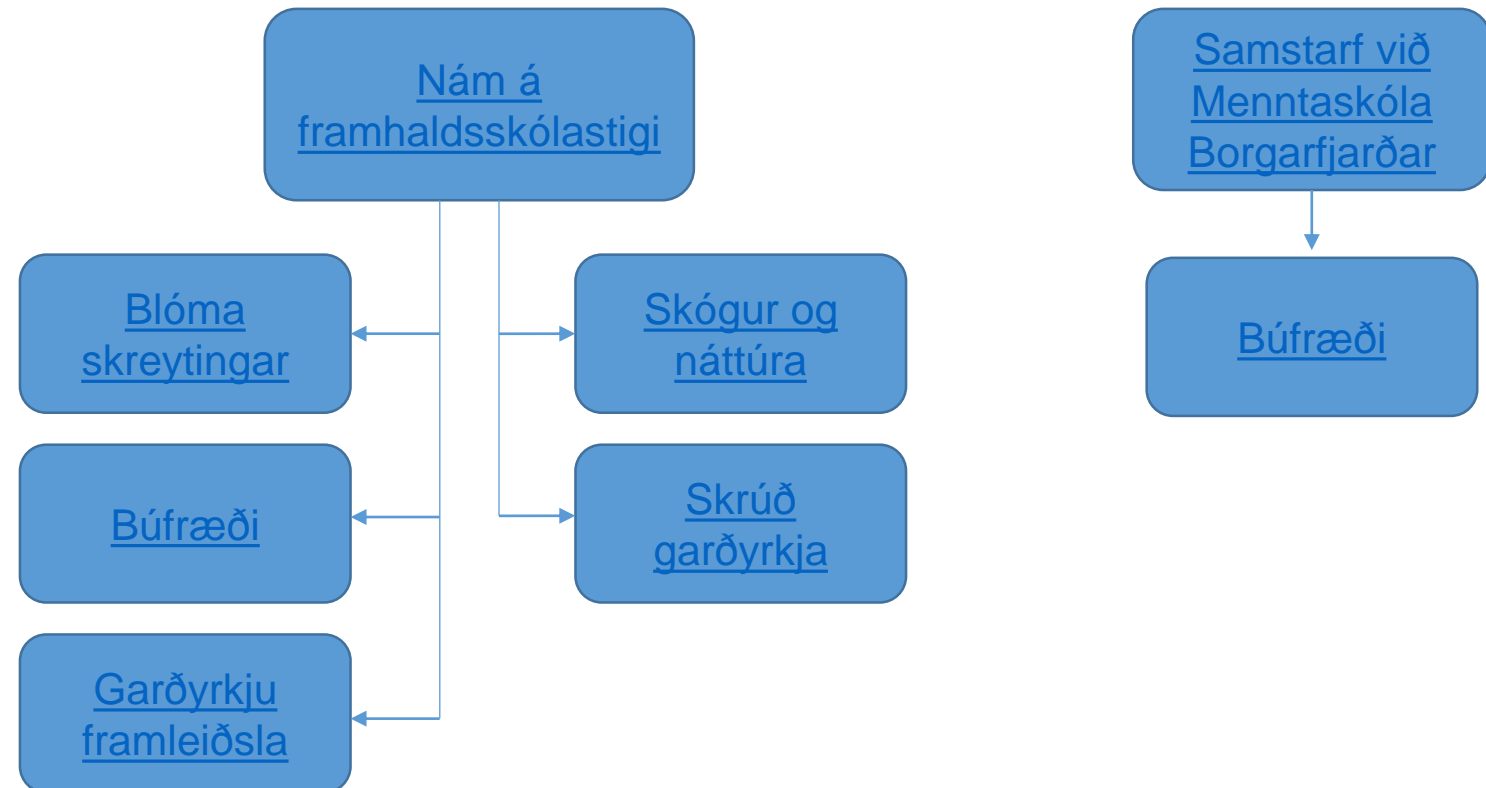 Nám á
framhaldsskólastigi
Blóma
skreytingar
Búfræði
Garðyrkju
framleiðsla
Skógur og
náttúra
Skrúð
garðyrkja
Samstarf við
Menntaskóla
Borgarfjarðar
Búfræði